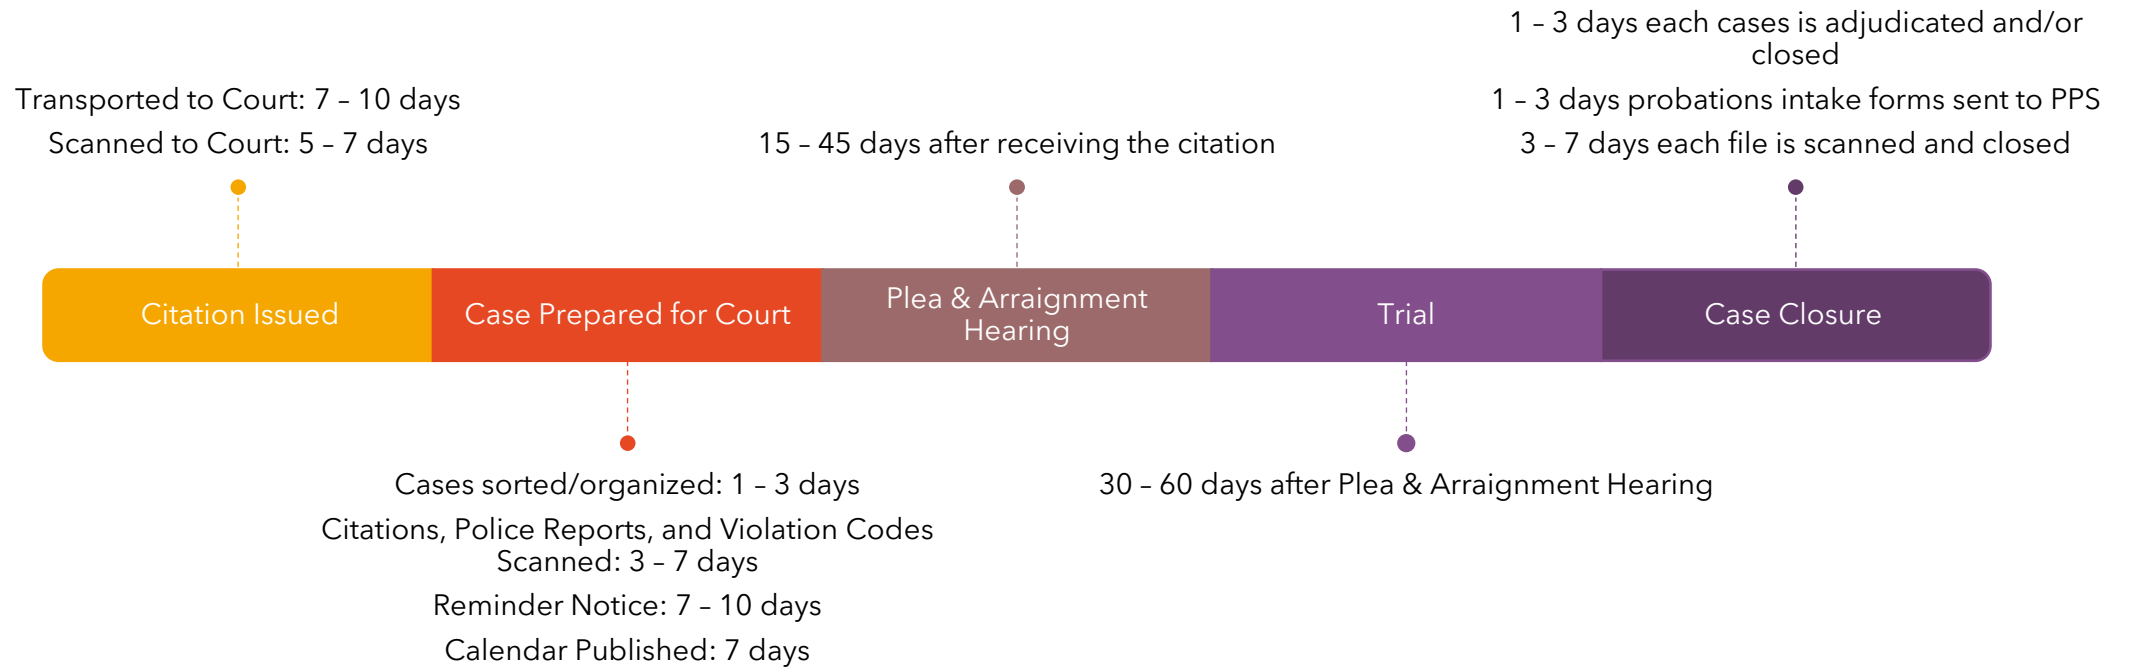 Transported to Court: 7 – 10 days
Scanned to Court: 5 – 7 days
15 – 45 days after receiving the citation
1 – 3 days each cases is adjudicated and/or
closed
1 – 3 days probations intake forms sent to PPS
3 – 7 days each file is scanned and closed
Citation Issued
Case Prepared for Court
Plea & Arraignment
Hearing
Trial
Case Closure
Cases sorted/organized: 1 – 3 days
Citations, Police Reports, and Violation Codes
Scanned: 3 – 7 days
Reminder Notice: 7 – 10 days
Calendar Published: 7 days
30 – 60 days after Plea & Arraignment Hearing